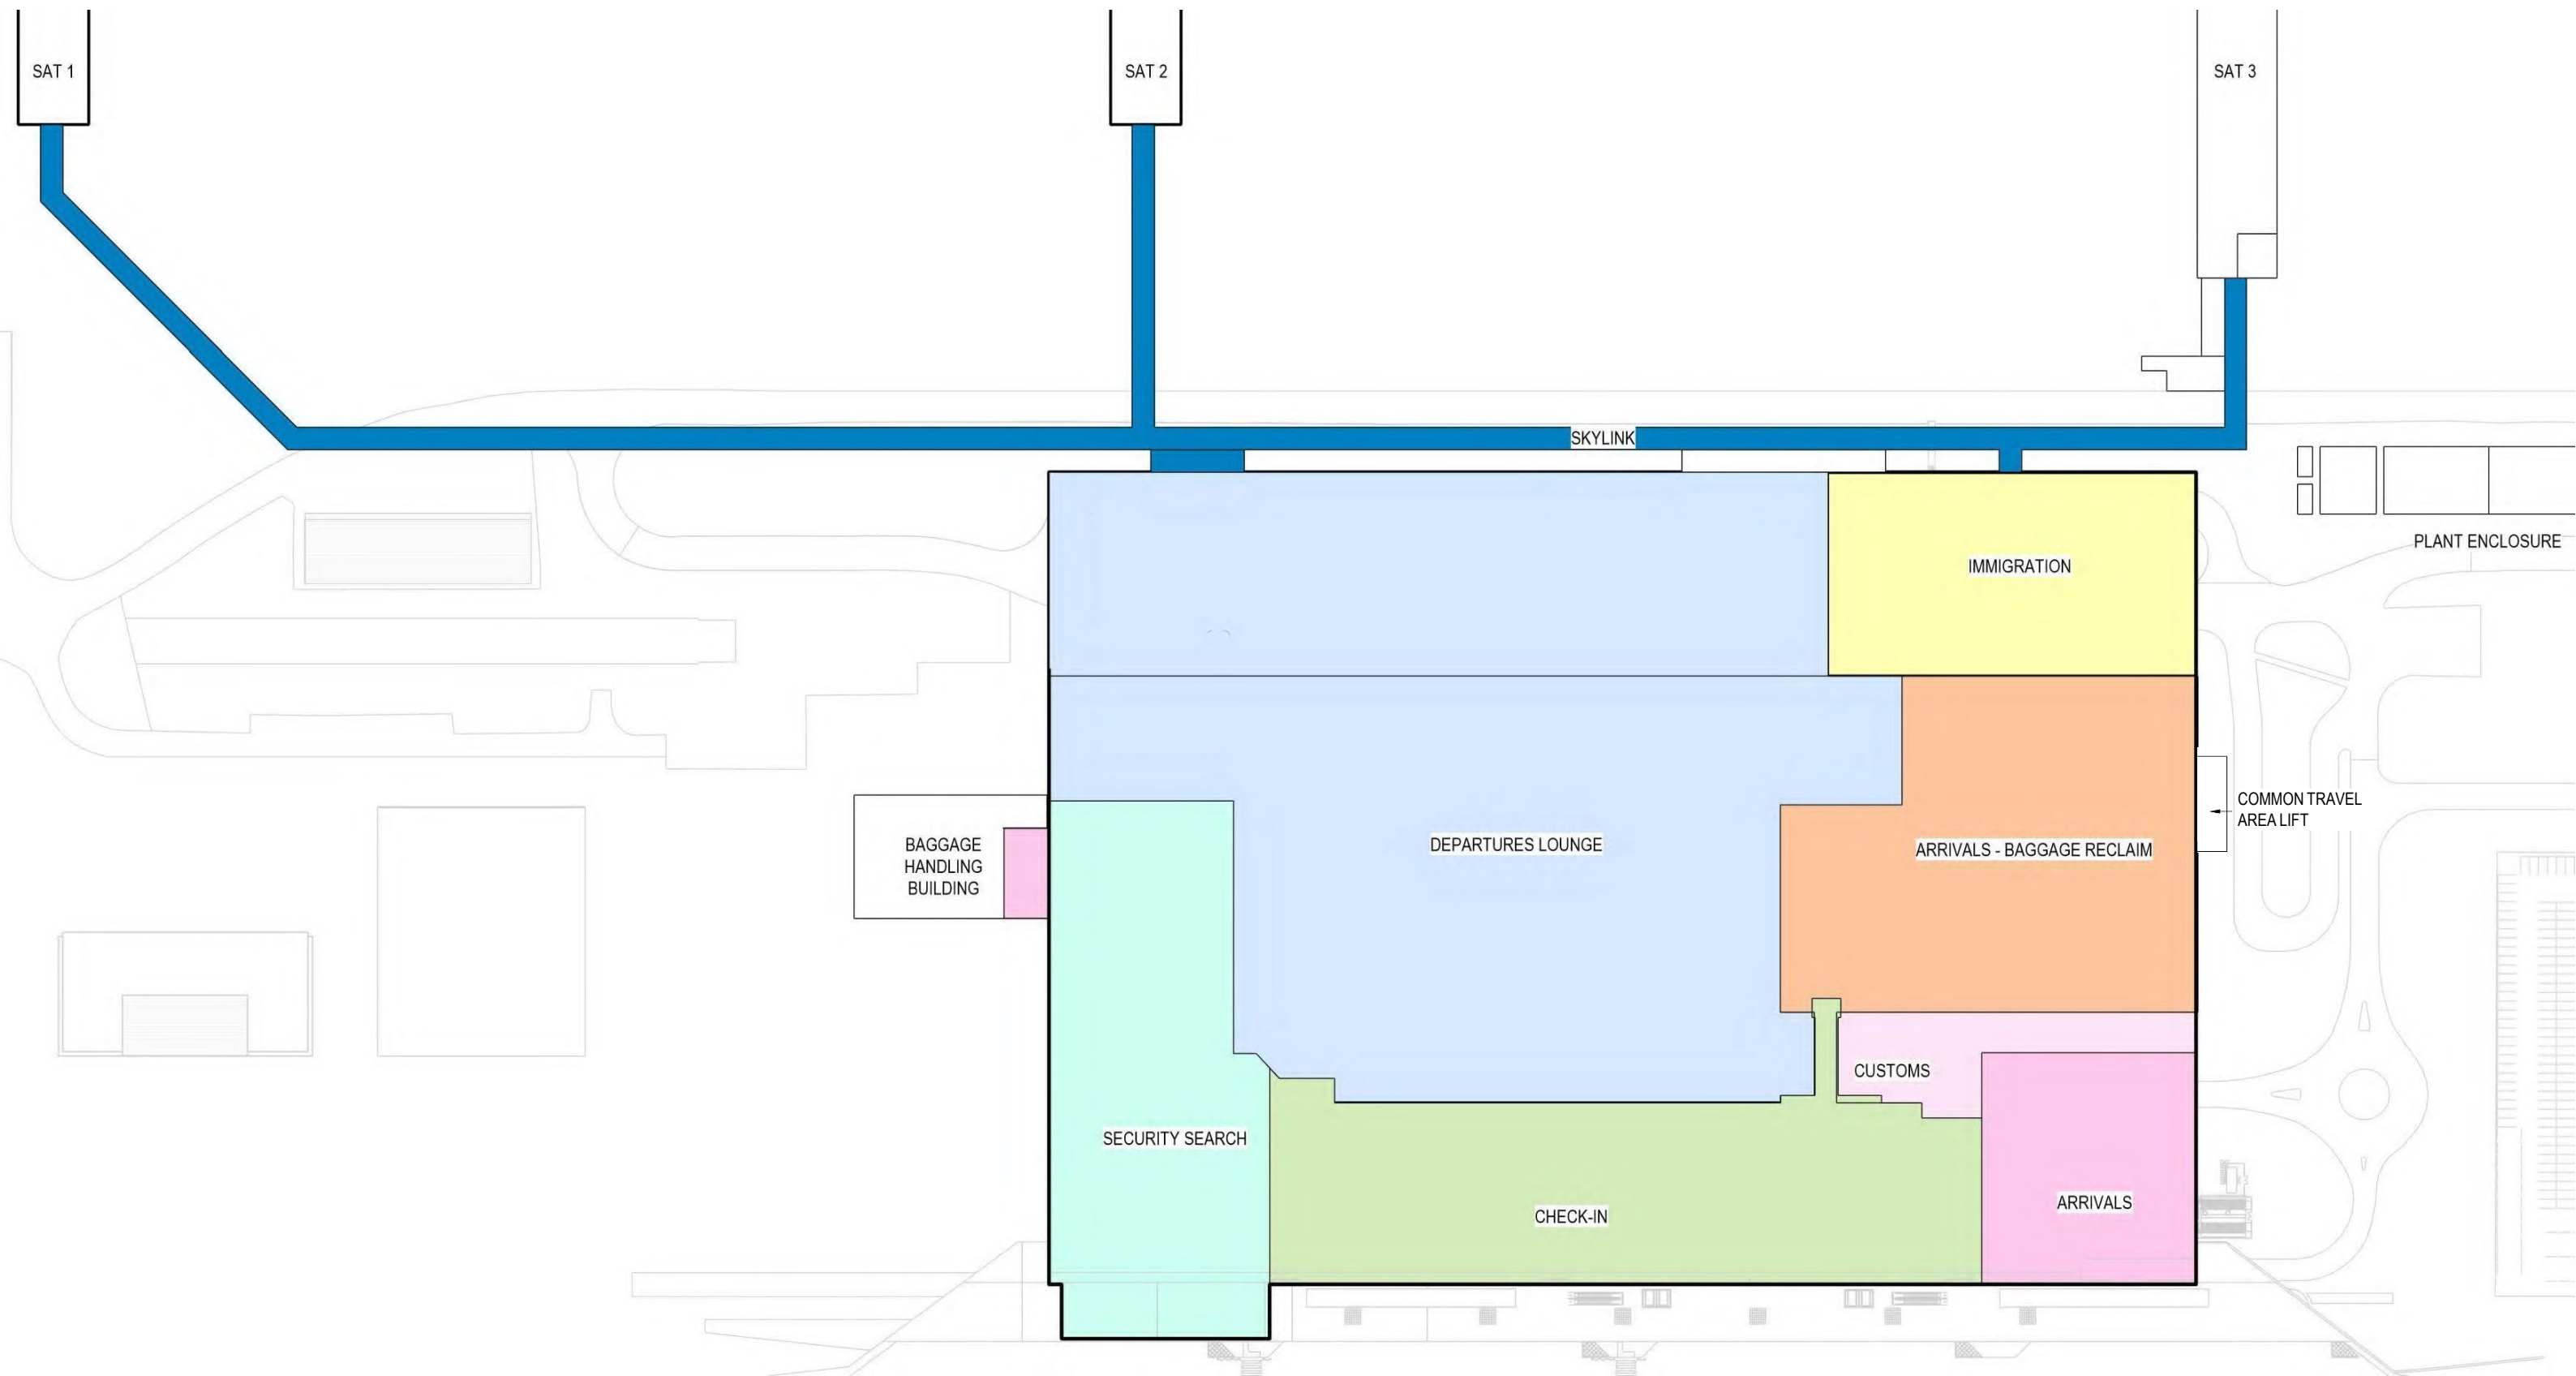 SAT 1
SAT 2
SAT 3
SKYLINK
PLANT ENCLOSURE
IMMIGRATION
COMMON TRAVEL
AREA LIFT
BAGGAGE
HANDLING
BUILDING
DEPARTURES LOUNGE
ARRIVALS - BAGGAGE RECLAIM
CUSTOMS
SECURITY SEARCH
ARRIVALS
CHECK-IN